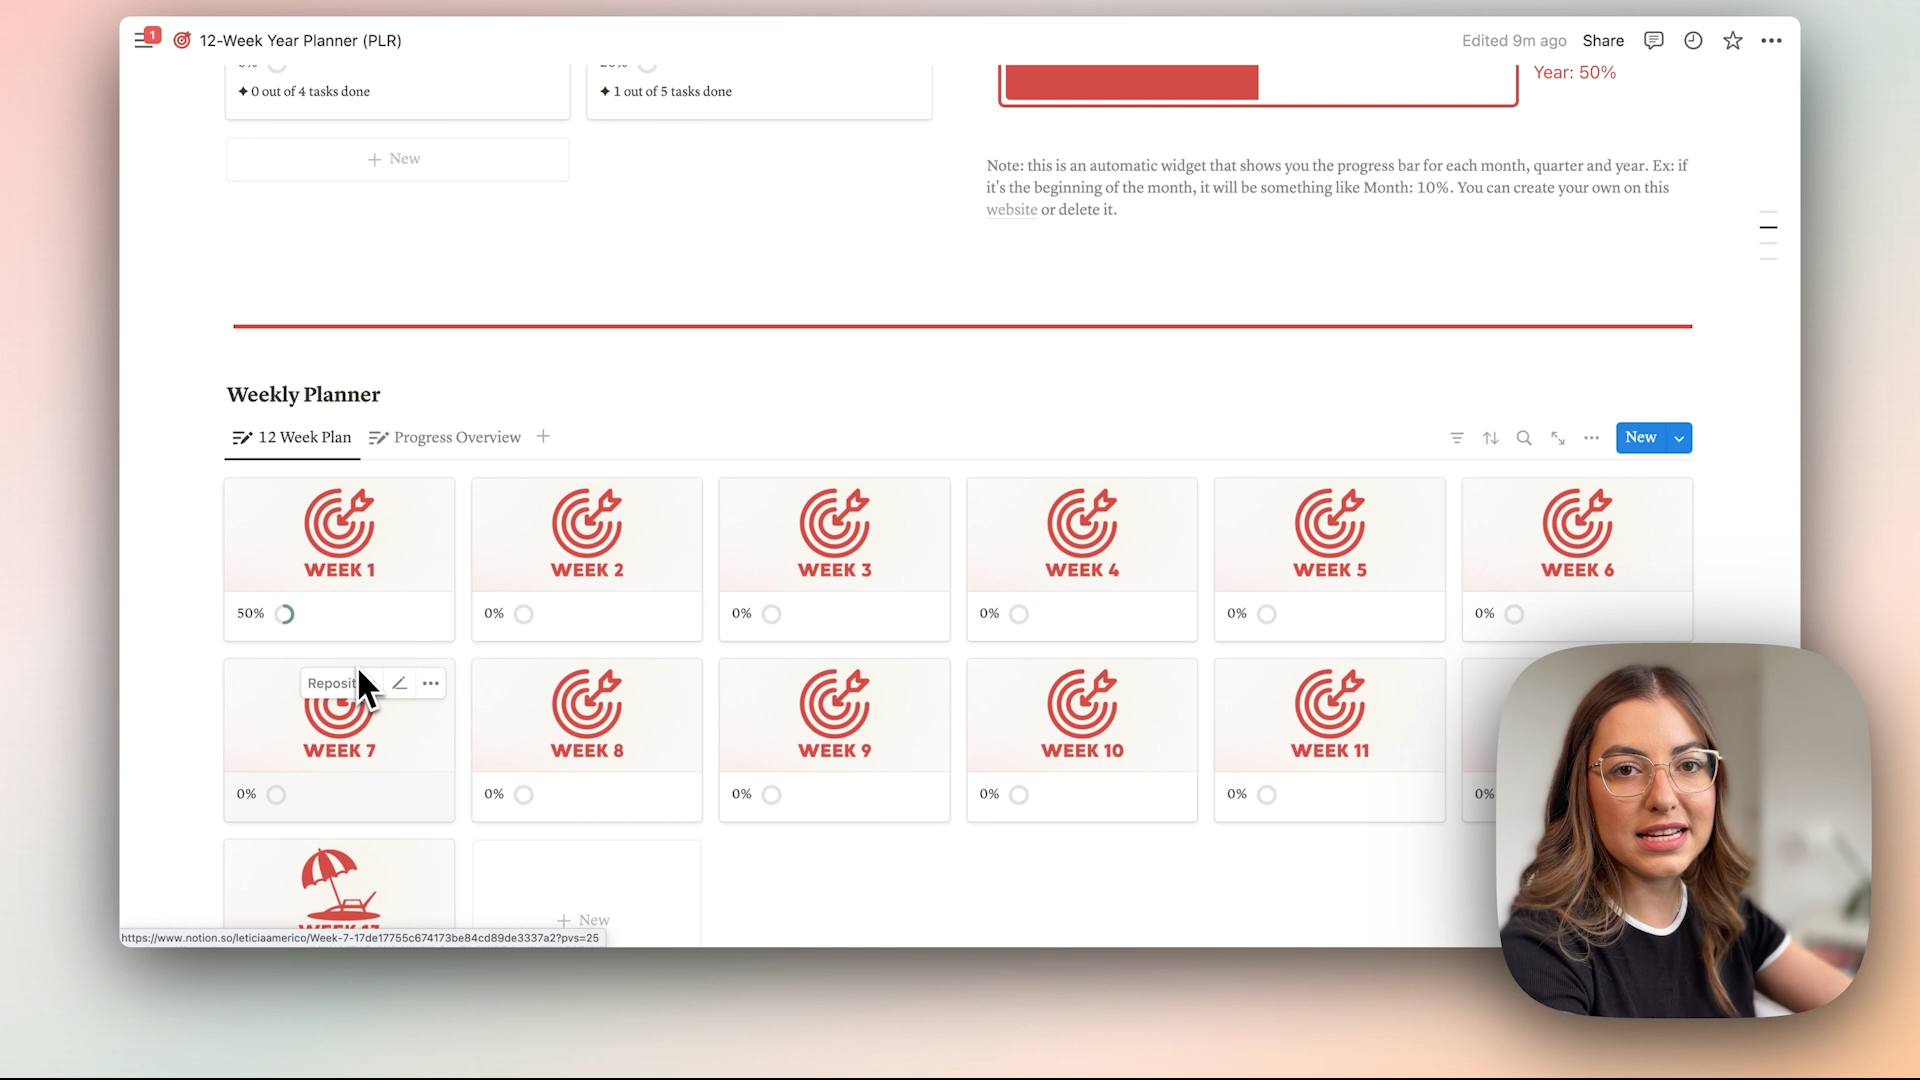 1
12-Week Year Planner (PLR)
Edited 9m ago
Share
0 out of 4 tasks done
1 out of 5 tasks done
Year: 50%
+ New
Note: this is an automatic widget that shows you the progress bar for each month, quarter and year. Ex: if
it's the beginning of the month, it will be something like Month: 10%. You can create your own on this
website or delete it.
Weekly Planner
12 Week Plan
Progress Overview
+
New
WEEK 1
WEEK 2
WEEK 3
WEEK 4
WEEK 5
WEEK 6
50%
0%
0%
0%
0%
0%
Reposit
WEEK 7
WEEK 8
WEEK 9
WEEK 10
WEEK 11
0%
0%
0%
0%
0%
0%
+ New
https://www.notion.so/leticiaamerico/Week-7-17de17755c674173be84cd89de3337a2?pvs=25